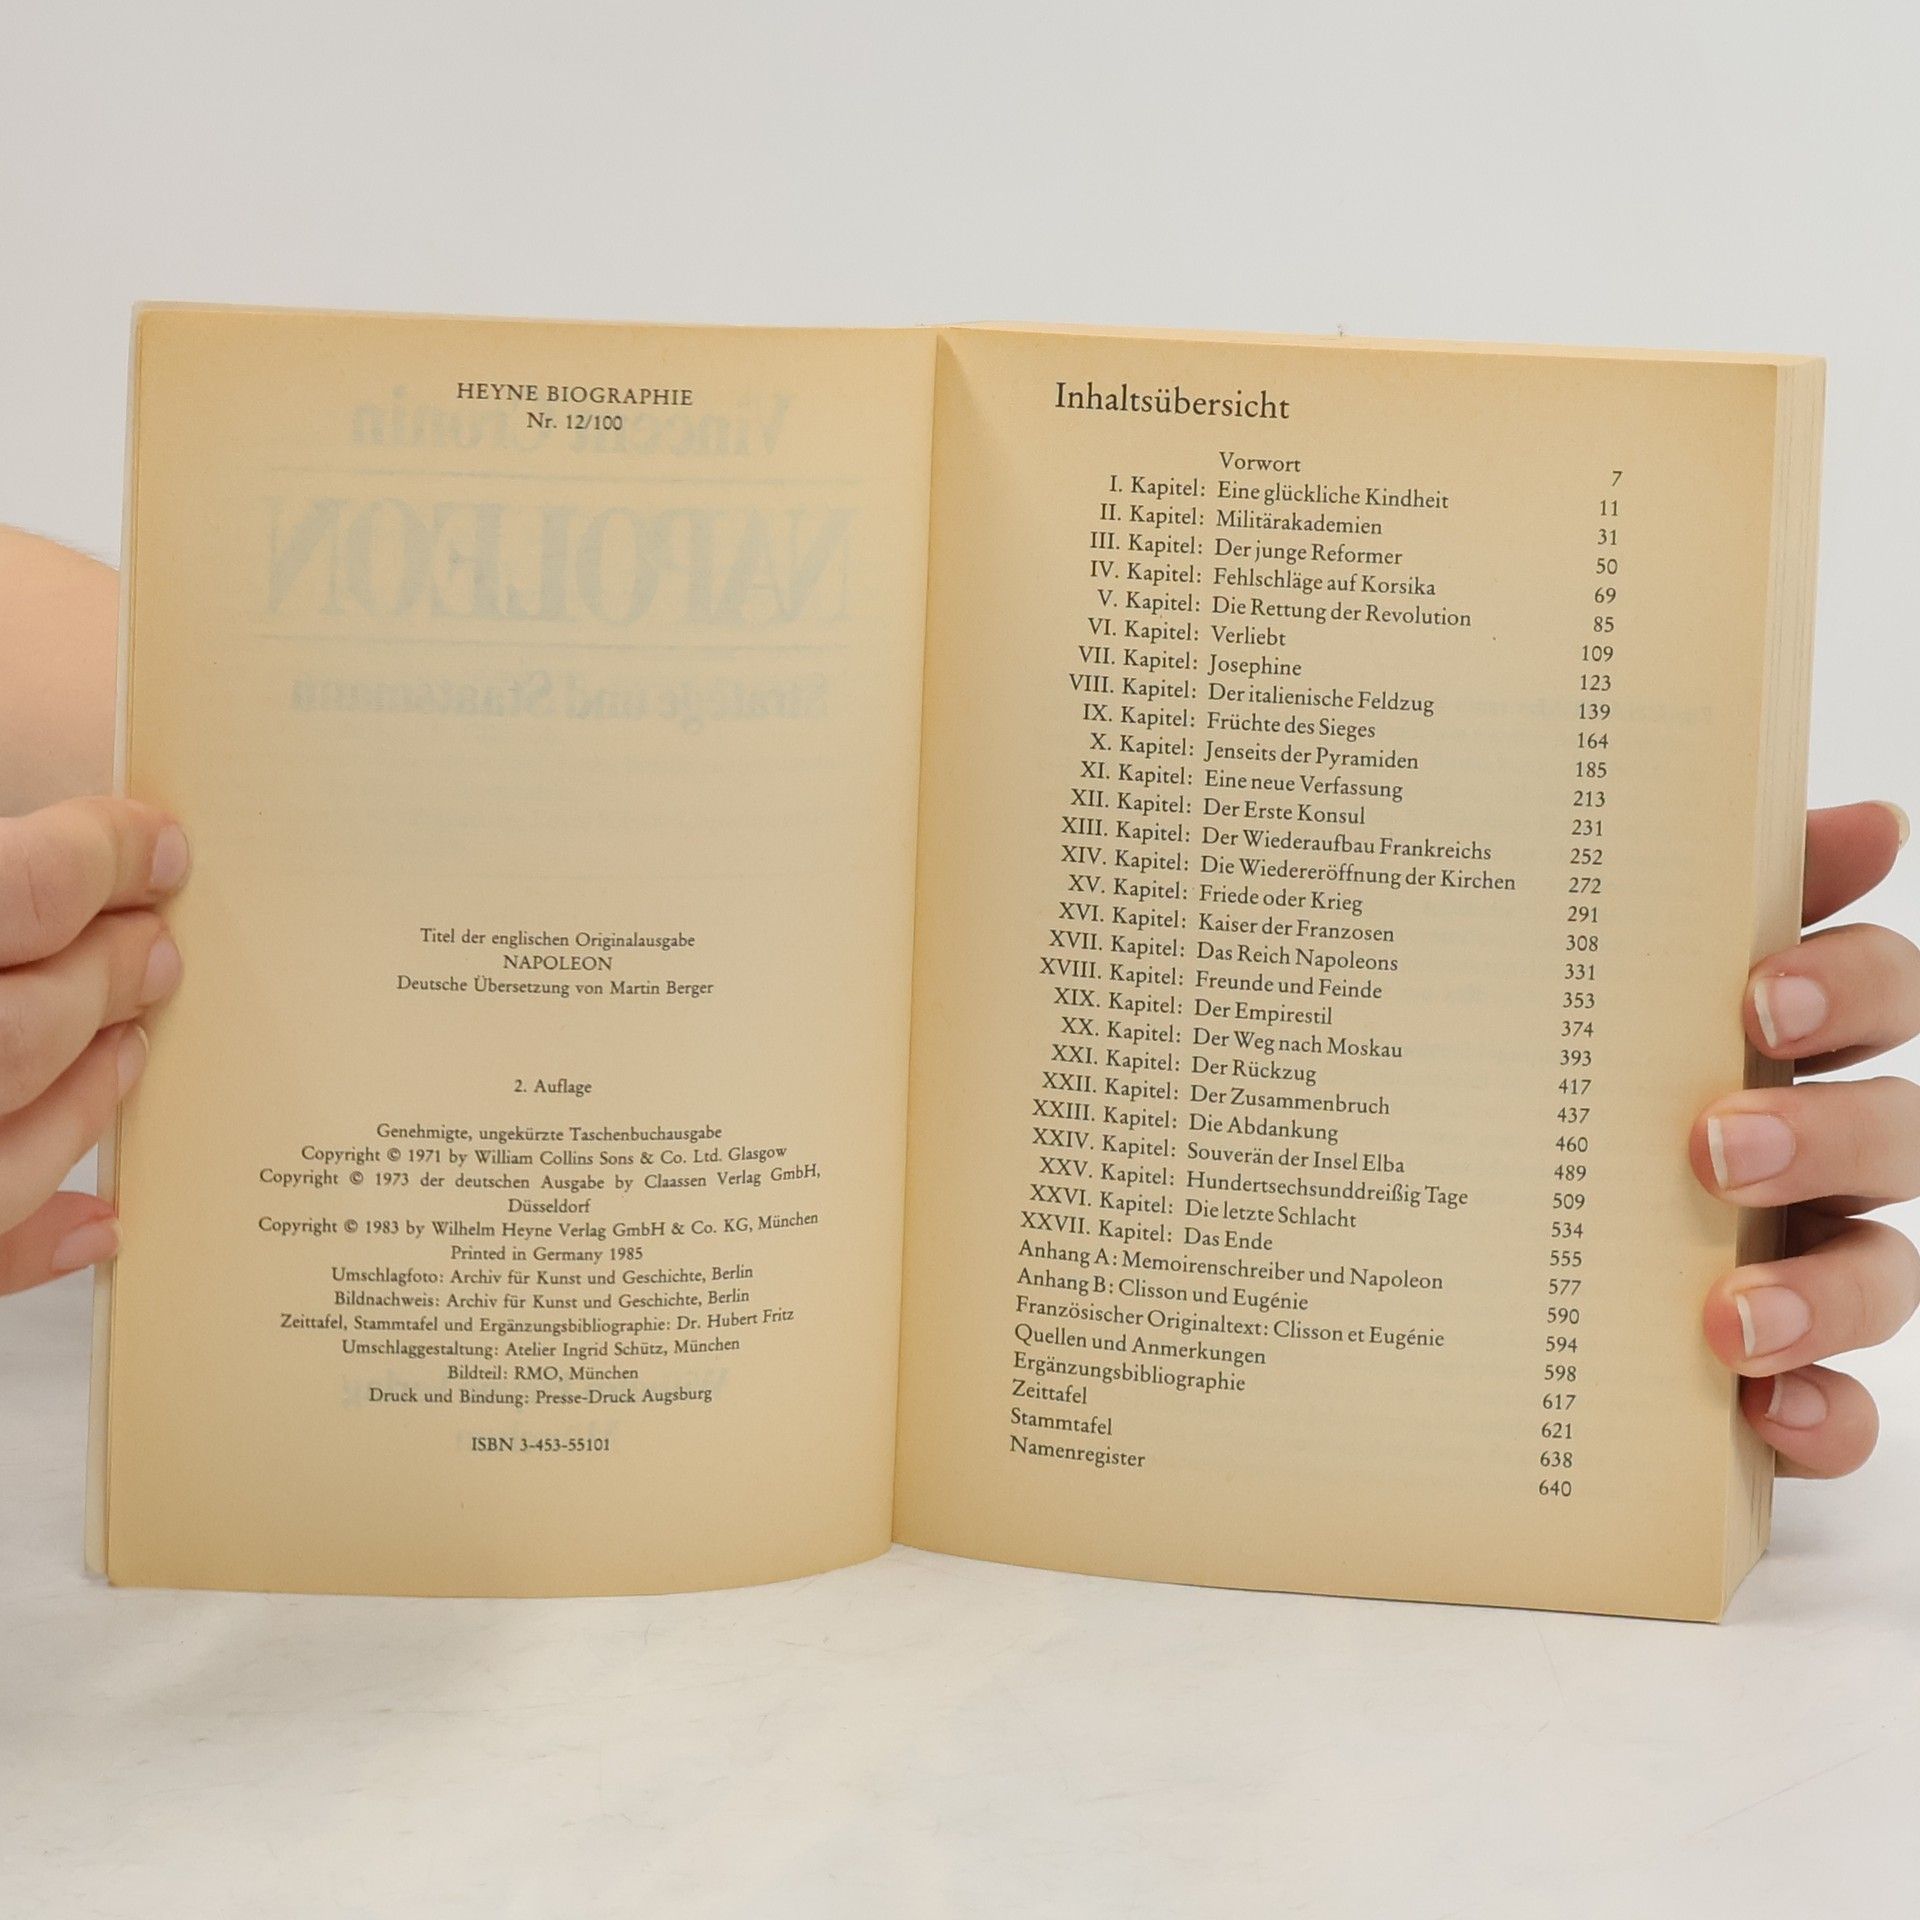 HEYNE BIOGRAPHIE
Nr. 12/100
Vincent Cronin
NAPOLEON
Stratege und Staatsmann
Titel der englischen Originalausgabe
NAPOLEON
Deutsche Übersetzung von Martin Berger
2. Auflage
Genehmigte, ungekürzte Taschenbuchausgabe
Copyright © 1971 by William Collins Sons & Co. Ltd. Glasgow
Copyright © 1973 der deutschen Ausgabe by Claassen Verlag GmbH,
Düsseldorf
Copyright © 1983 by Wilhelm Heyne Verlag GmbH & Co. KG, München
Printed in Germany 1985
Umschlagfoto: Archiv für Kunst und Geschichte, Berlin
Bildnachweis: Archiv für Kunst und Geschichte, Berlin
Zeittafel, Stammtafel und Ergänzungsbibliographie: Dr. Hubert Fritz
Umschlaggestaltung: Atelier Ingrid Schütz, München
Bildteil: RMO, München
Druck und Bindung: Presse-Druck Augsburg
ISBN 3-453-55101
Inhaltsübersicht
Vorwort 7
I. Kapitel: Eine glückliche Kindheit 11
II. Kapitel: Militärakademien 31
III. Kapitel: Der junge Reformer 50
IV. Kapitel: Fehlschläge auf Korsika 69
V. Kapitel: Die Rettung der Revolution 85
VI. Kapitel: Verliebt 109
VII. Kapitel: Josephine 123
VIII. Kapitel: Der italienische Feldzug 139
IX. Kapitel: Früchte des Sieges 164
X. Kapitel: Jenseits der Pyramiden 185
XI. Kapitel: Eine neue Verfassung 213
XII. Kapitel: Der Erste Konsul 231
XIII. Kapitel: Der Wiederaufbau Frankreichs 252
XIV. Kapitel: Die Wiedereröffnung der Kirchen 272
XV. Kapitel: Friede oder Krieg 291
XVI. Kapitel: Kaiser der Franzosen 308
XVII. Kapitel: Das Reich Napoleons 331
XVIII. Kapitel: Freunde und Feinde 353
XIX. Kapitel: Der Empirestil 374
XX. Kapitel: Der Weg nach Moskau 393
XXI. Kapitel: Der Rückzug 417
XXII. Kapitel: Der Zusammenbruch 437
XXIII. Kapitel: Die Abdankung 460
XXIV. Kapitel: Souverän der Insel Elba 489
XXV. Kapitel: Hundertsechsunddreißig Tage 509
XXVI. Kapitel: Die letzte Schlacht 534
XXVII. Kapitel: Das Ende 555
Anhang A: Memoirenschreiber und Napoleon 577
Anhang B: Clisson und Eugénie 590
Französischer Originaltext: Clisson et Eugénie 594
Quellen und Anmerkungen 598
Ergänzungsbibliographie 617
Zeittafel 621
Stammtafel 638
Namenregister 640